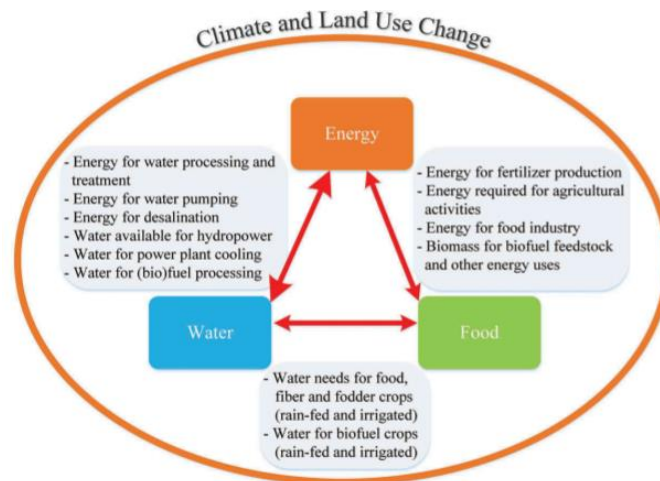 Climate and Land Use Change
Energy
- Energy for water processing and
treatment
- Energy for water pumping
- Energy for desalination
- Water available for hydropower
- Water for power plant cooling
- Water for (bio)fuel processing
- Energy for fertilizer production
- Energy required for agricultural
activities
- Energy for food industry
- Biomass for biofuel feedstock
and other energy uses
Water
Food
- Water needs for food,
fiber and fodder crops
(rain-fed and irrigated)
- Water for biofuel crops
(rain-fed and irrigated)